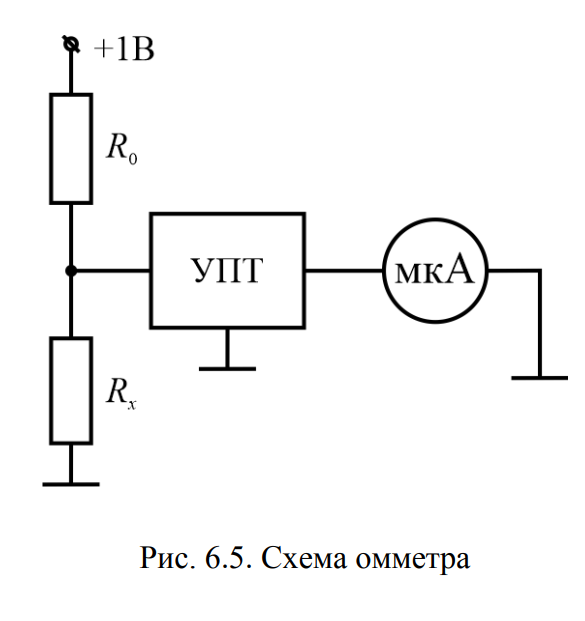 +1В
R₀
УПТ
мкА
Rₓ
Рис. 6.5. Схема омметра